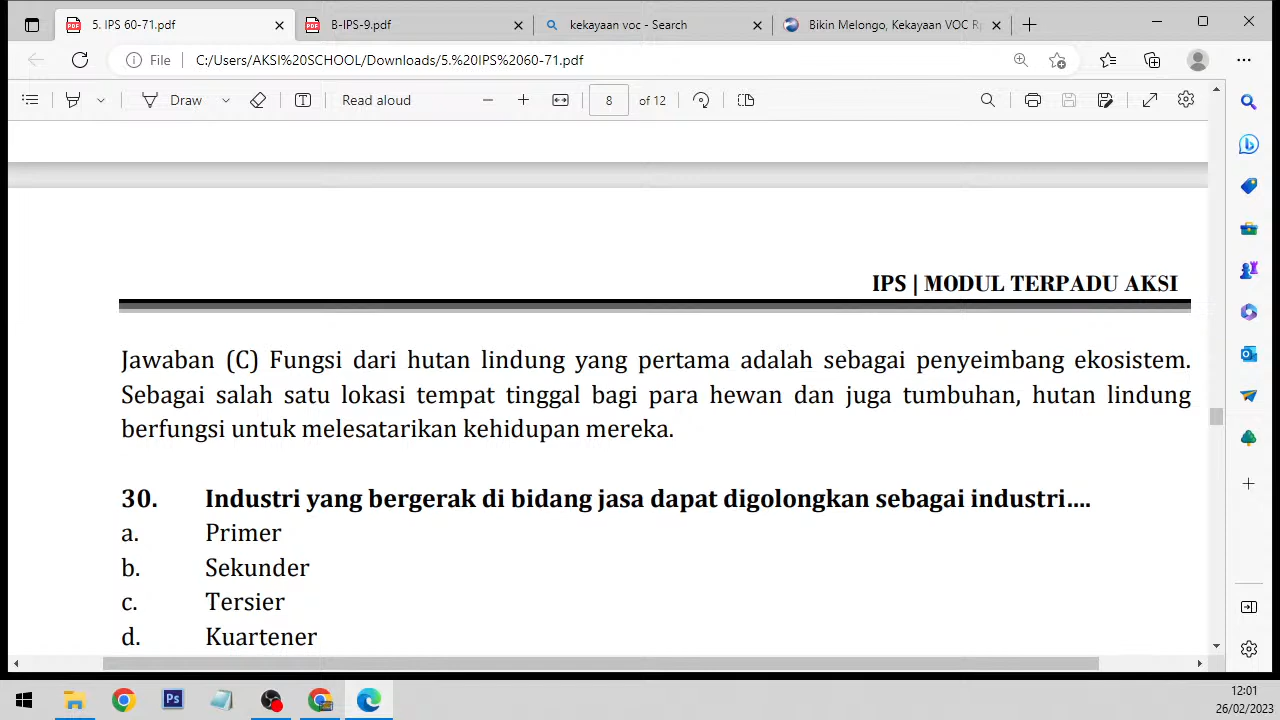 5. IPS 60-71.pdf
B-IPS-9.pdf
kekayaan voc - Search
Bikin Melongo, Kekayaan VOC Rp
File
C:/Users/AKSI%20SCHOOL/Downloads/5.%20IPS%2060-71.pdf
Draw
Read aloud
8
of 12
IPS | MODUL TERPADU AKSI
Jawaban (C) Fungsi dari hutan lindung yang pertama adalah sebagai penyeimbang ekosistem.
Sebagai salah satu lokasi tempat tinggal bagi para hewan dan juga tumbuhan, hutan lindung
berfungsi untuk melesatarikan kehidupan mereka.
30. Industri yang bergerak di bidang jasa dapat digolongkan sebagai industri....
a. Primer
b. Sekunder
c. Tersier
d. Kuartener
12:01
26/02/2023